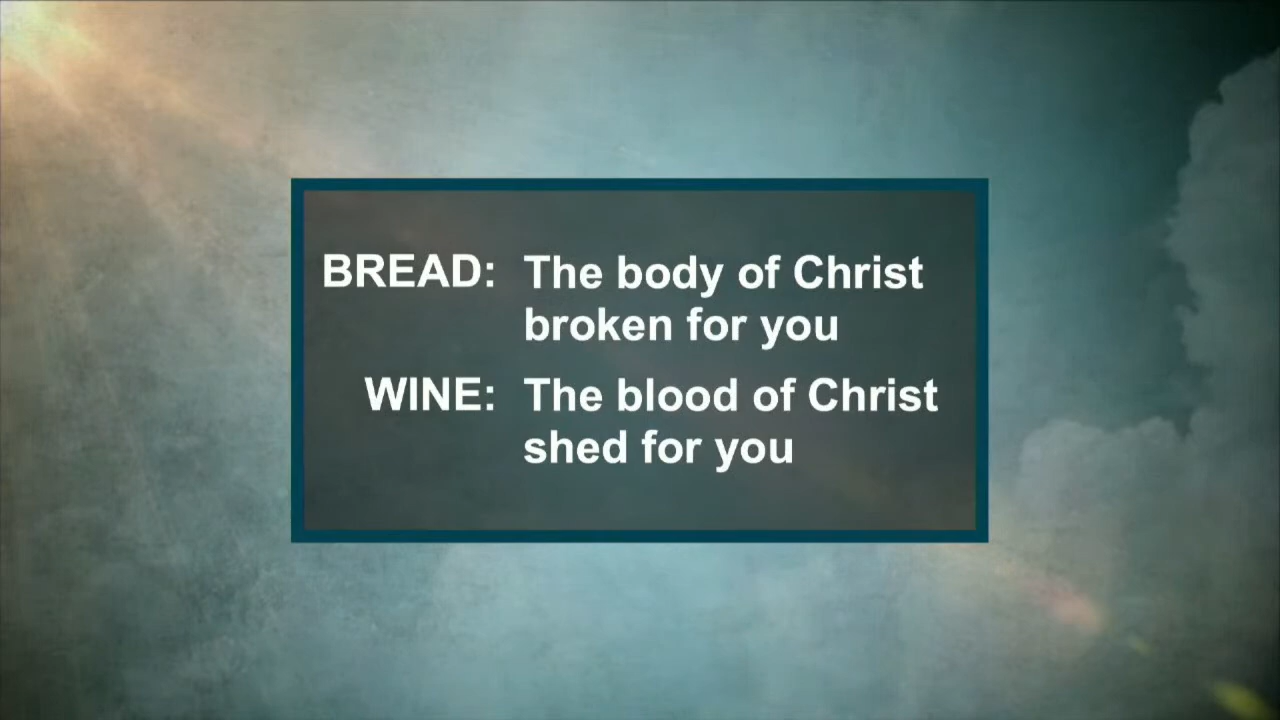 BREAD: The body of Christ
broken for you
WINE: The blood of Christ
shed for you